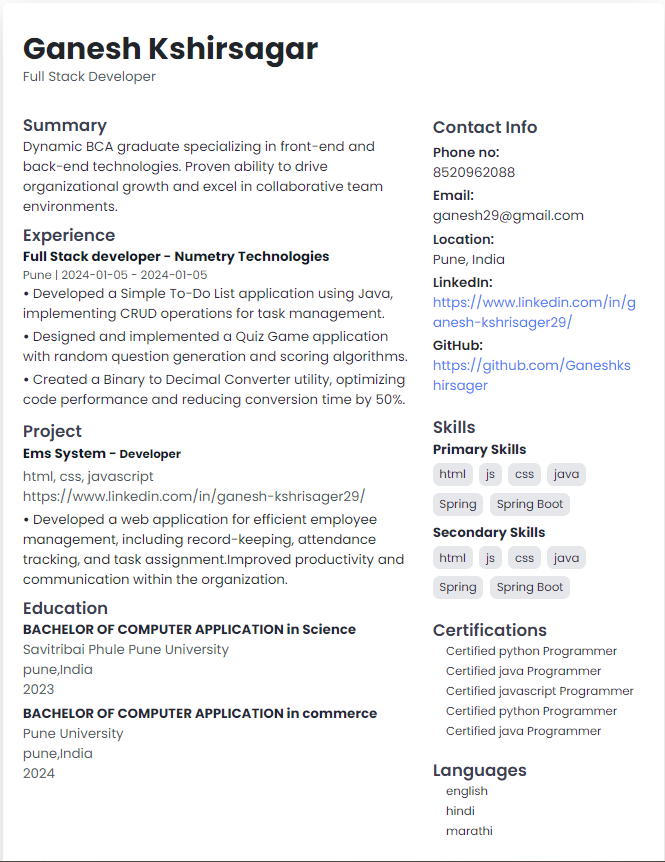 Ganesh Kshirsagar
Full Stack Developer
Summary
Dynamic BCA graduate specializing in front-end and
back-end technologies. Proven ability to drive
organizational growth and excel in collaborative team
environments.
Experience
Full Stack developer - Numetry Technologies
Pune | 2024-01-05 - 2024-01-05
• Developed a Simple To-Do List application using Java,
implementing CRUD operations for task management.
• Designed and implemented a Quiz Game application
with random question generation and scoring algorithms.
• Created a Binary to Decimal Converter utility, optimizing
code performance and reducing conversion time by 50%.
Project
Ems System - Developer
html, css, javascript
https://www.linkedin.com/in/ganesh-kshrisager29/
• Developed a web application for efficient employee
management, including record-keeping, attendance
tracking, and task assignment.Improved productivity and
communication within the organization.
Education
BACHELOR OF COMPUTER APPLICATION in Science
Savitribai Phule Pune University
pune,India
2023
BACHELOR OF COMPUTER APPLICATION in commerce
Pune University
pune,India
2024
Contact Info
Phone no:
8520962088
Email:
ganesh29@gmail.com
Location:
Pune, India
LinkedIn:
https://www.linkedin.com/in/g
anesh-kshrisager29/
GitHub:
https://github.com/Ganeshks
hirsager
Skills
Primary Skills
html js css java
Spring Spring Boot
Secondary Skills
html js css java
Spring Spring Boot
Certifications
Certified python Programmer
Certified java Programmer
Certified javascript Programmer
Certified python Programmer
Certified java Programmer
Languages
english
hindi
marathi